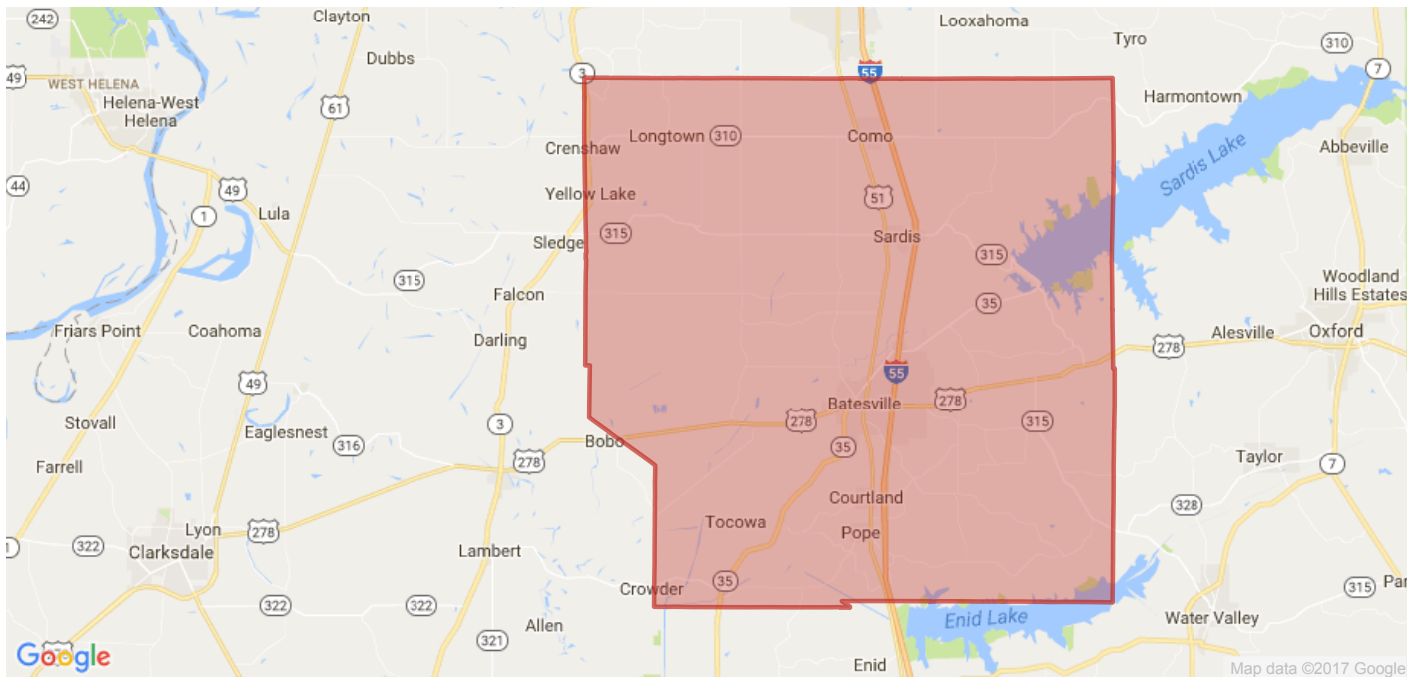 242
Clayton
Looxahoma
Tyro
310
Dubbs
7
3
55
49
WEST HELENA
Helena-West
Helena
61
Harmontown
Longtown
310
Como
Crenshaw
Abbeville
Sardis Lake
44
49
Yellow Lake
51
1
Lula
315
Sledge
Sardis
315
315
Woodland
Hills Estates
Falcon
35
Friars Point
Coahoma
Darling
Alesville
Oxford
278
49
55
Stovall
Batesville
278
278
3
315
Eaglesnest
316
Bobo
35
278
Farrell
Taylor
7
Courtland
328
Lyon
278
Tocowa
Pope
1
322
Clarksdale
Lambert
Crowder
35
315
322
322
Enid Lake
Water Valley
Allen
321
Enid
Google
Map data ©2017 Google